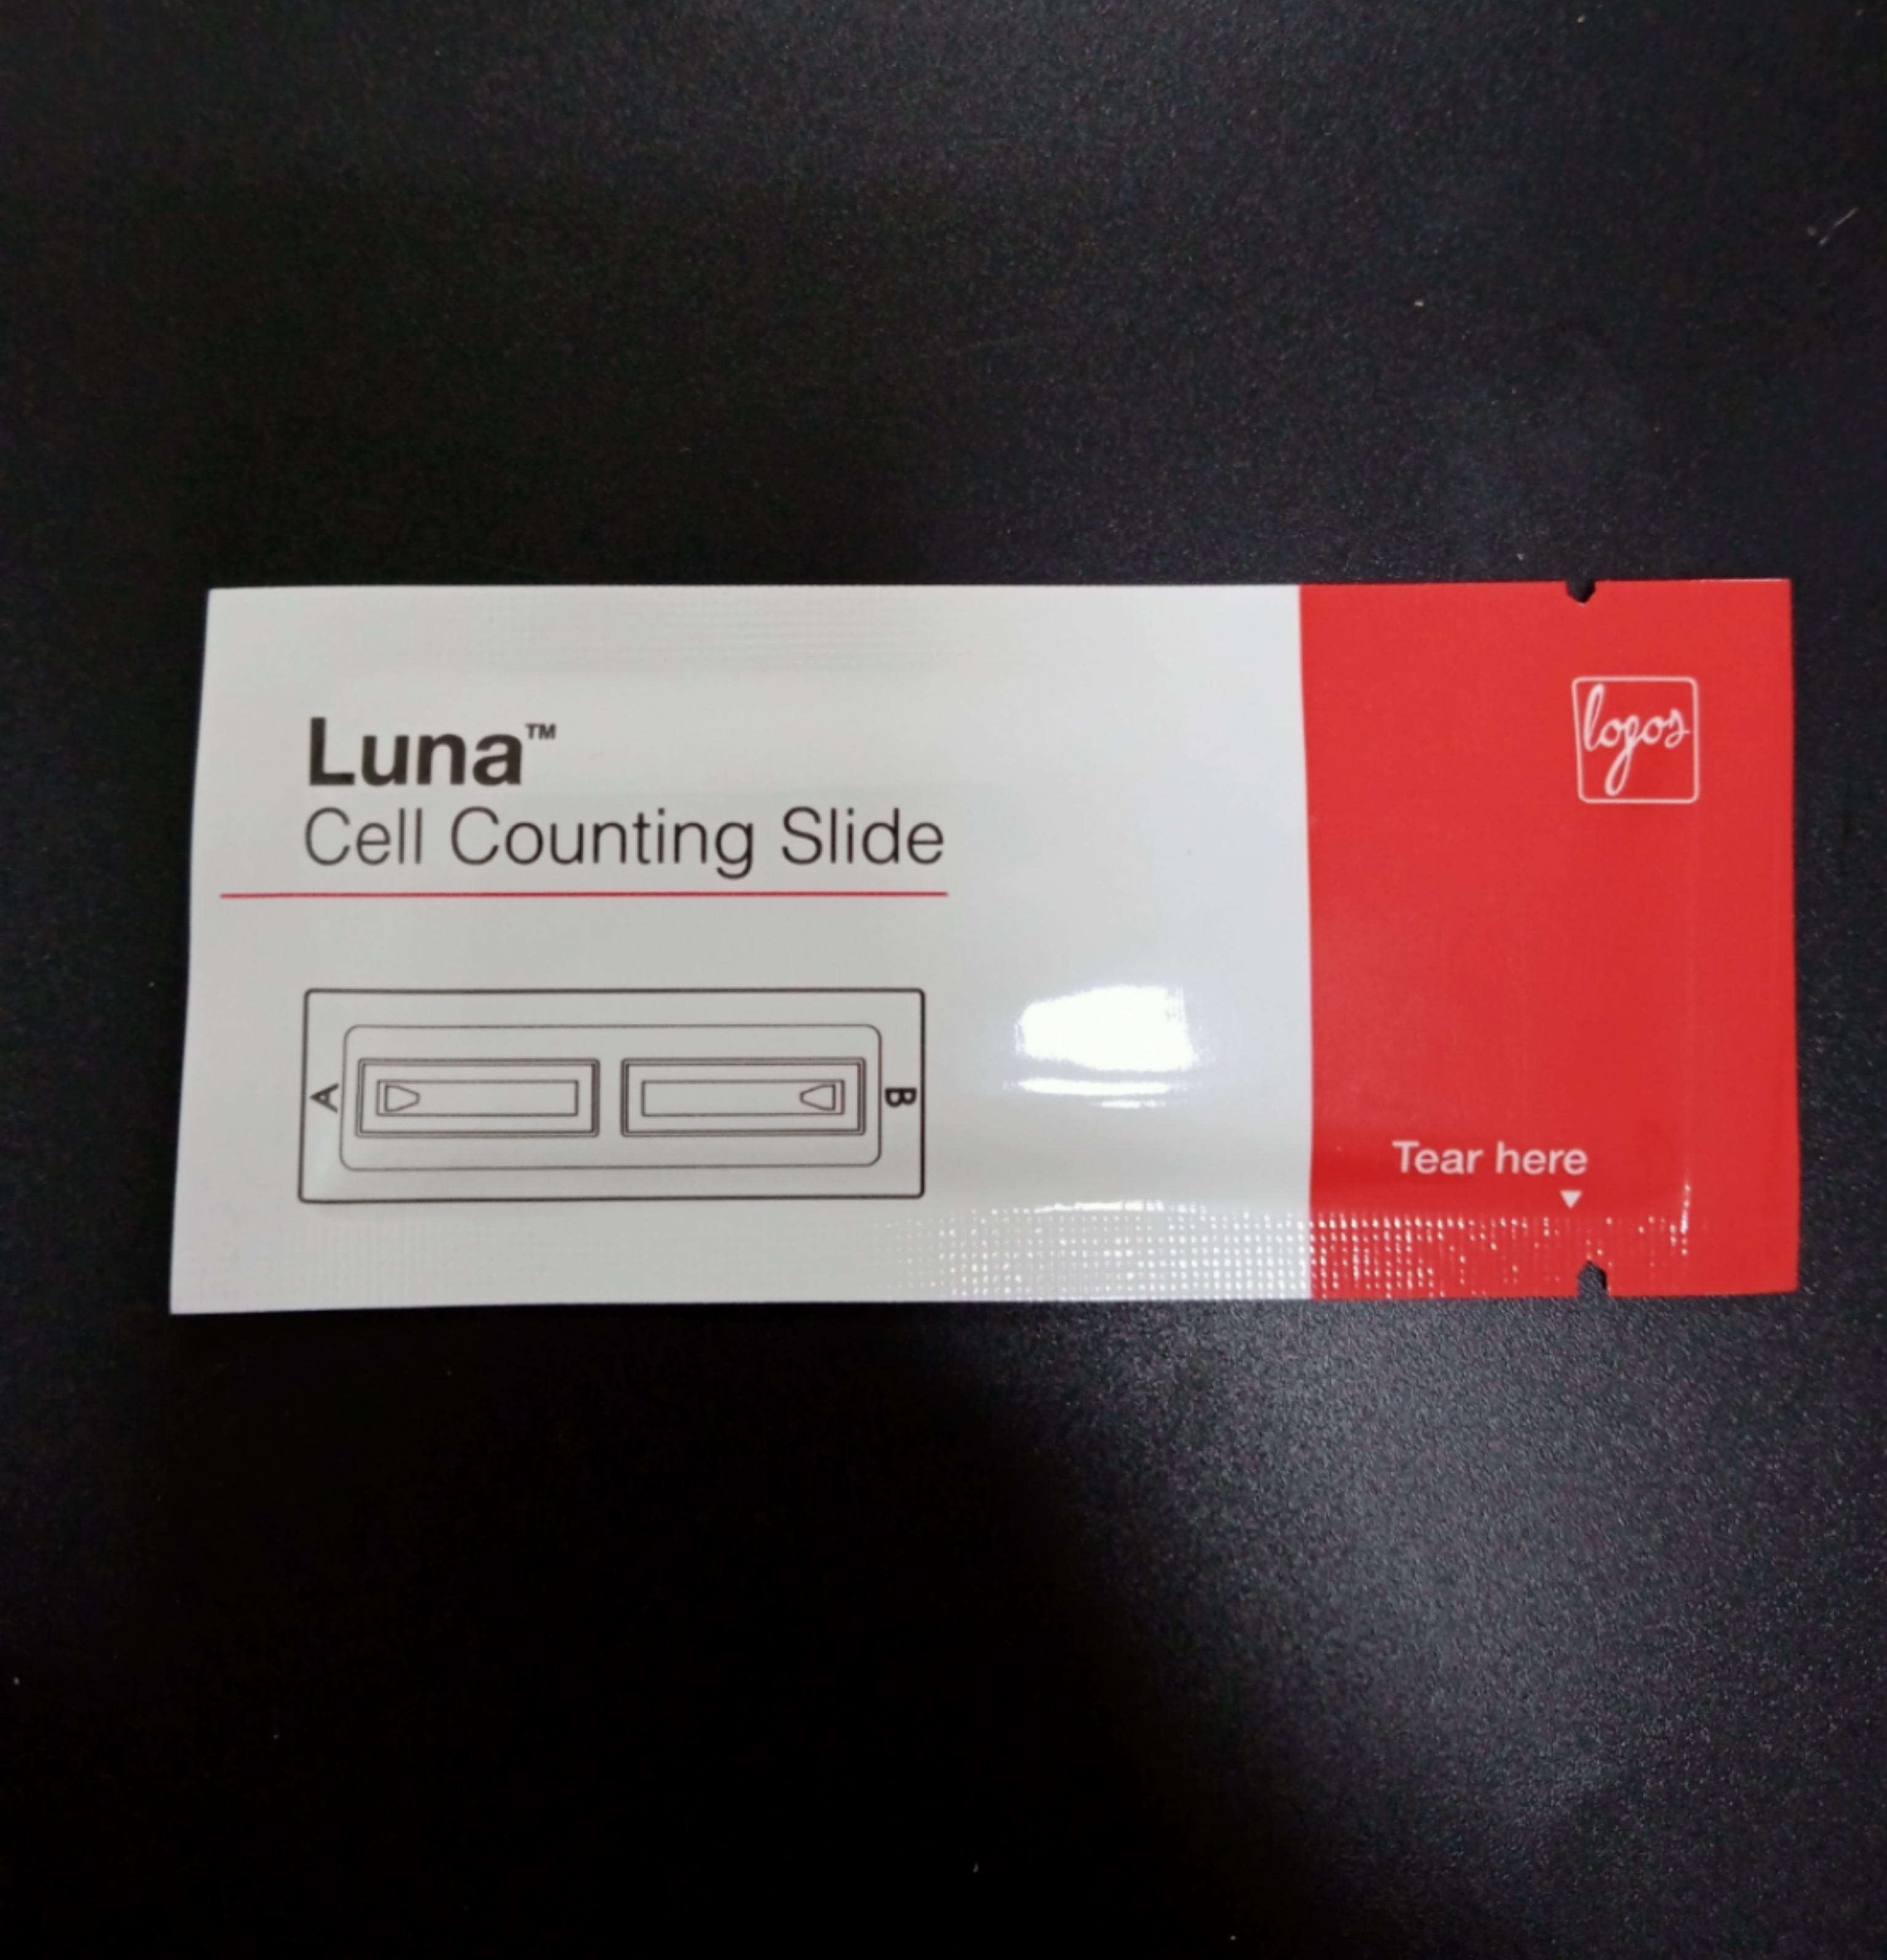 Luna™
Cell Counting Slide
logos
A
B
Tear here